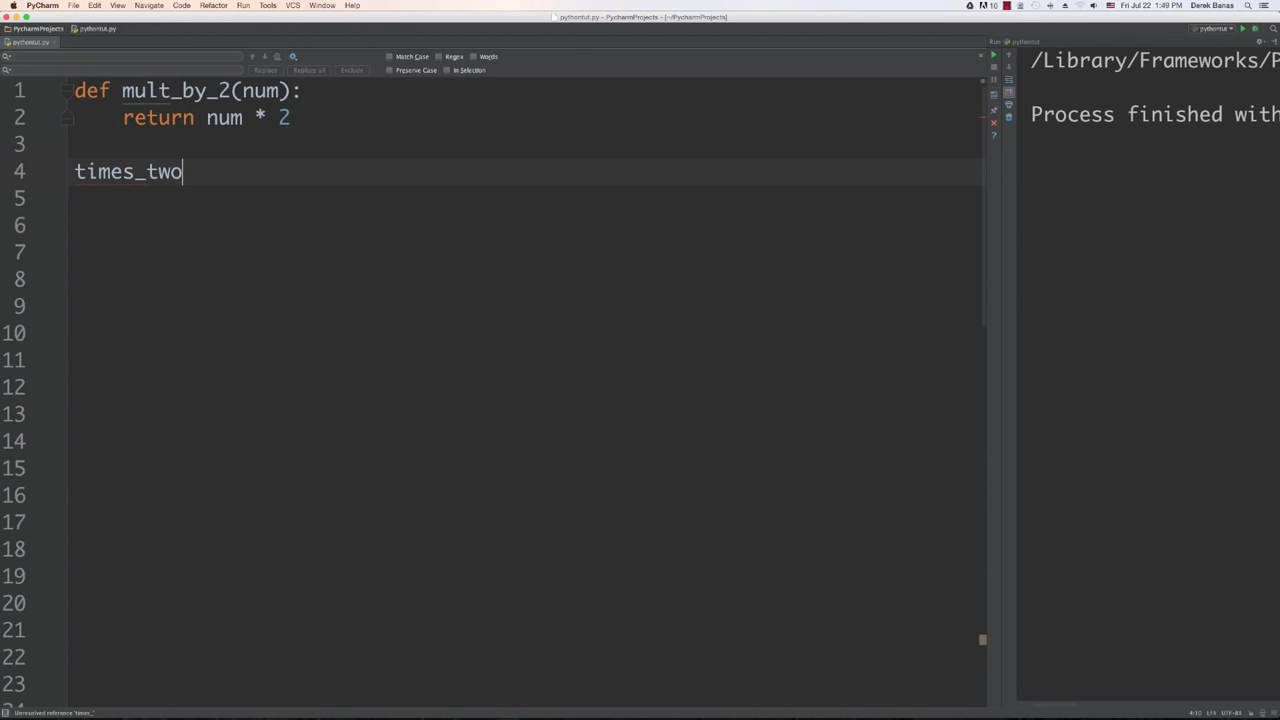 PyCharm File Edit View Navigate Code Refactor Run Tools VCS Window Help 10 Fri Jul 22 1:49 PM Derek Banas
pythontut.py - PycharmProjects - [~/PycharmProjects]
PycharmProjects pythontut.py pythontut
pythontut.py Run pythontut
Match Case Regex Words
Replace Replace all Exclude Preserve Case In Selection
/Library/Frameworks/P
Process finished with
1 def mult_by_2(num):
2 return num * 2
3
4 times_two
5
6
7
8
9
10
11
12
13
14
15
16
17
18
19
20
21
22
23
Unresolved reference 'times_' 4:10 LF÷ UTF-8÷